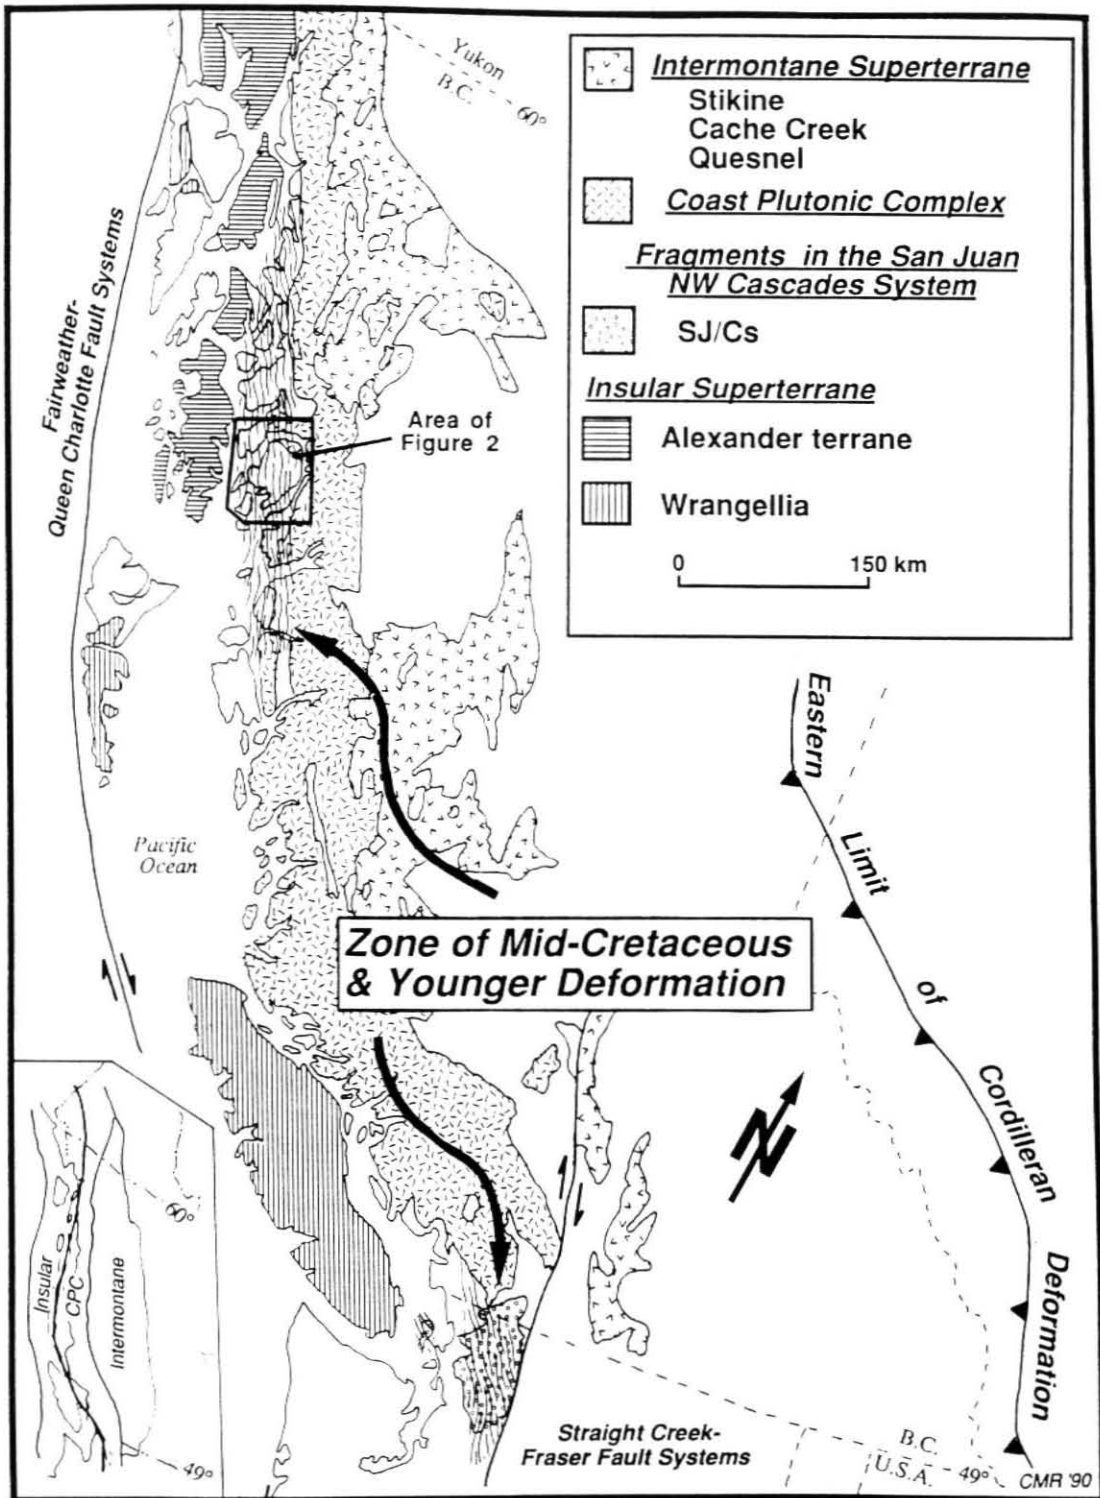 Yukon
B.C.
60°
Intermontane Superterrane
Stikine
Cache Creek
Quesnel
Coast Plutonic Complex
Fragments in the San Juan
NW Cascades System
SJ/Cs
Insular Superterrane
Alexander terrane
Wrangellia
0 150 km
Fairweather-
Queen Charlotte Fault Systems
Area of
Figure 2
Pacific
Ocean
Eastern
Limit
of
Cordilleran
Deformation
Zone of Mid-Cretaceous
& Younger Deformation
N
60°
Insular
CPC
Intermontane
49°
Straight Creek-
Fraser Fault Systems
B.C.
U.S.A. 49°
CMR '90